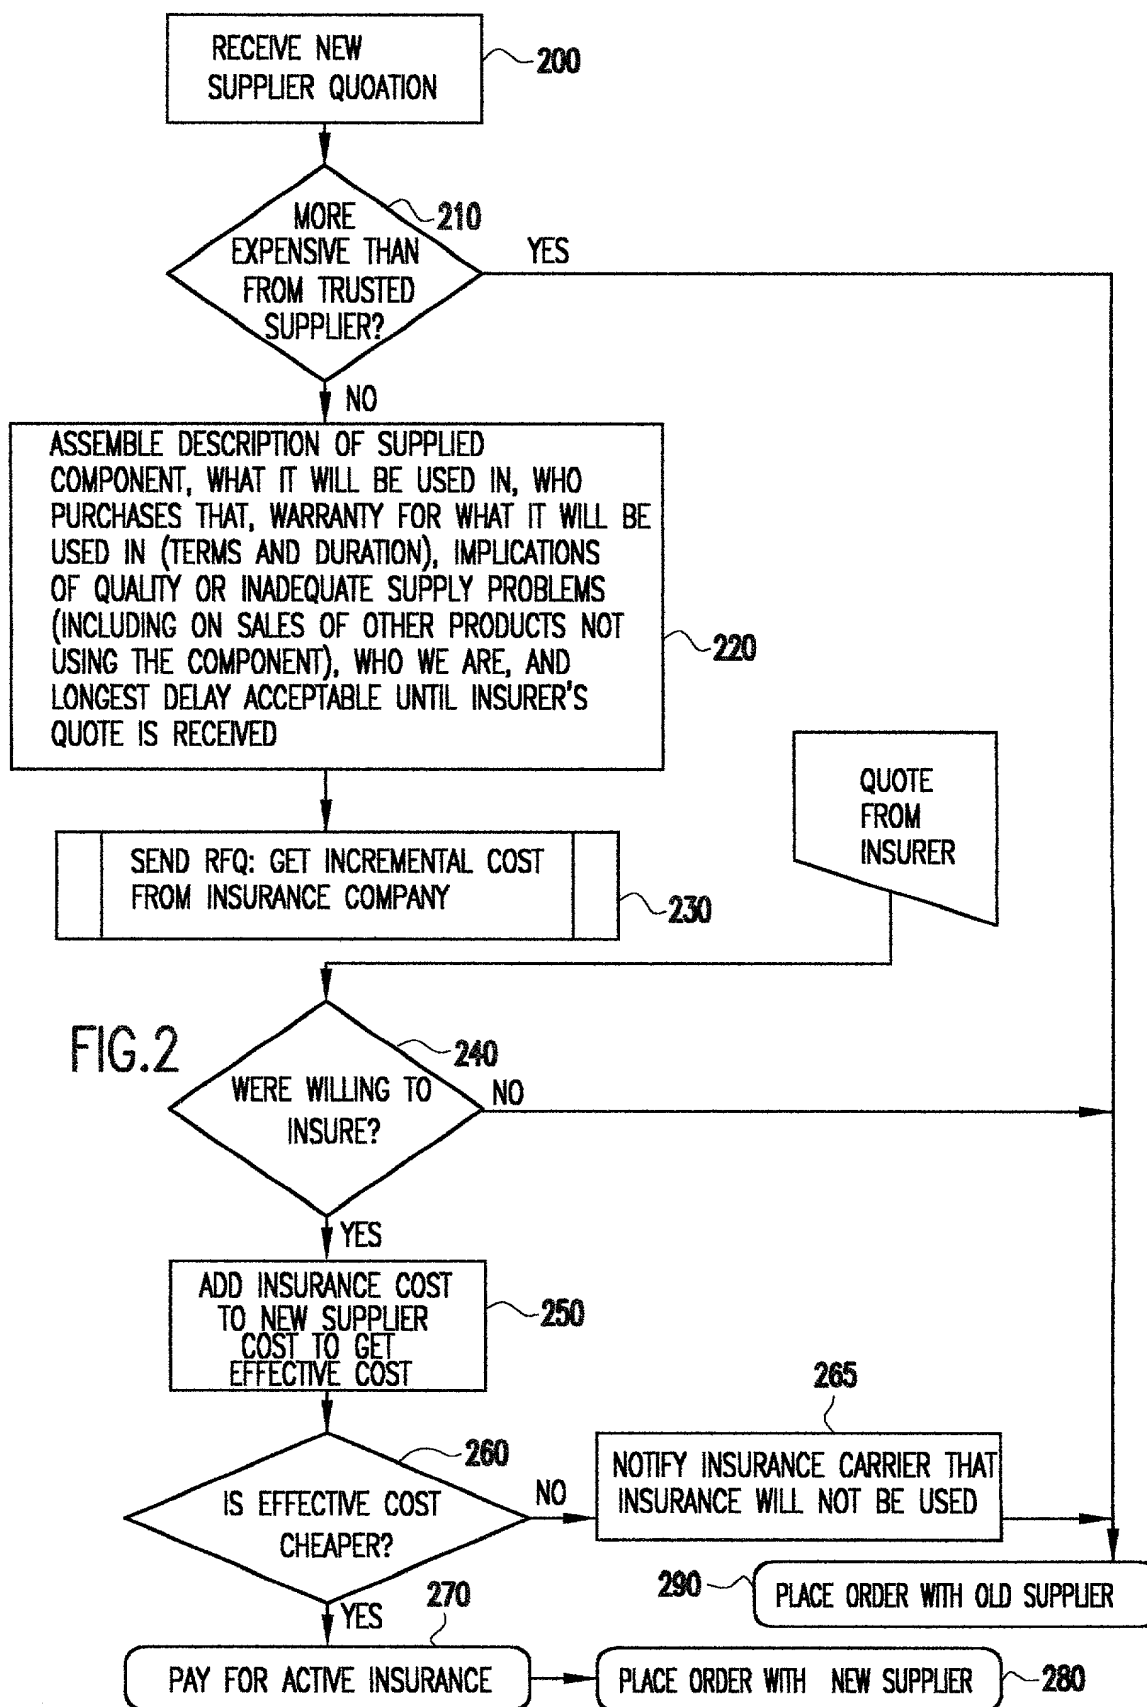 RECEIVE NEW
SUPPLIER QUOATION
200
MORE
EXPENSIVE THAN
FROM TRUSTED
SUPPLIER?
210
YES
NO
ASSEMBLE DESCRIPTION OF SUPPLIED
COMPONENT, WHAT IT WILL BE USED IN, WHO
PURCHASES THAT, WARRANTY FOR WHAT IT WILL BE
USED IN (TERMS AND DURATION), IMPLICATIONS
OF QUALITY OR INADEQUATE SUPPLY PROBLEMS
(INCLUDING ON SALES OF OTHER PRODUCTS NOT
USING THE COMPONENT), WHO WE ARE, AND
LONGEST DELAY ACCEPTABLE UNTIL INSURER'S
QUOTE IS RECEIVED
220
QUOTE
FROM
INSURER
SEND RFQ: GET INCREMENTAL COST
FROM INSURANCE COMPANY
230
FIG.2
240
WERE WILLING TO
INSURE?
NO
YES
ADD INSURANCE COST
TO NEW SUPPLIER
COST TO GET
EFFECTIVE COST
250
260
IS EFFECTIVE COST
CHEAPER?
NO
265
NOTIFY INSURANCE CARRIER THAT
INSURANCE WILL NOT BE USED
290
PLACE ORDER WITH OLD SUPPLIER
YES
270
PAY FOR ACTIVE INSURANCE
PLACE ORDER WITH NEW SUPPLIER
280